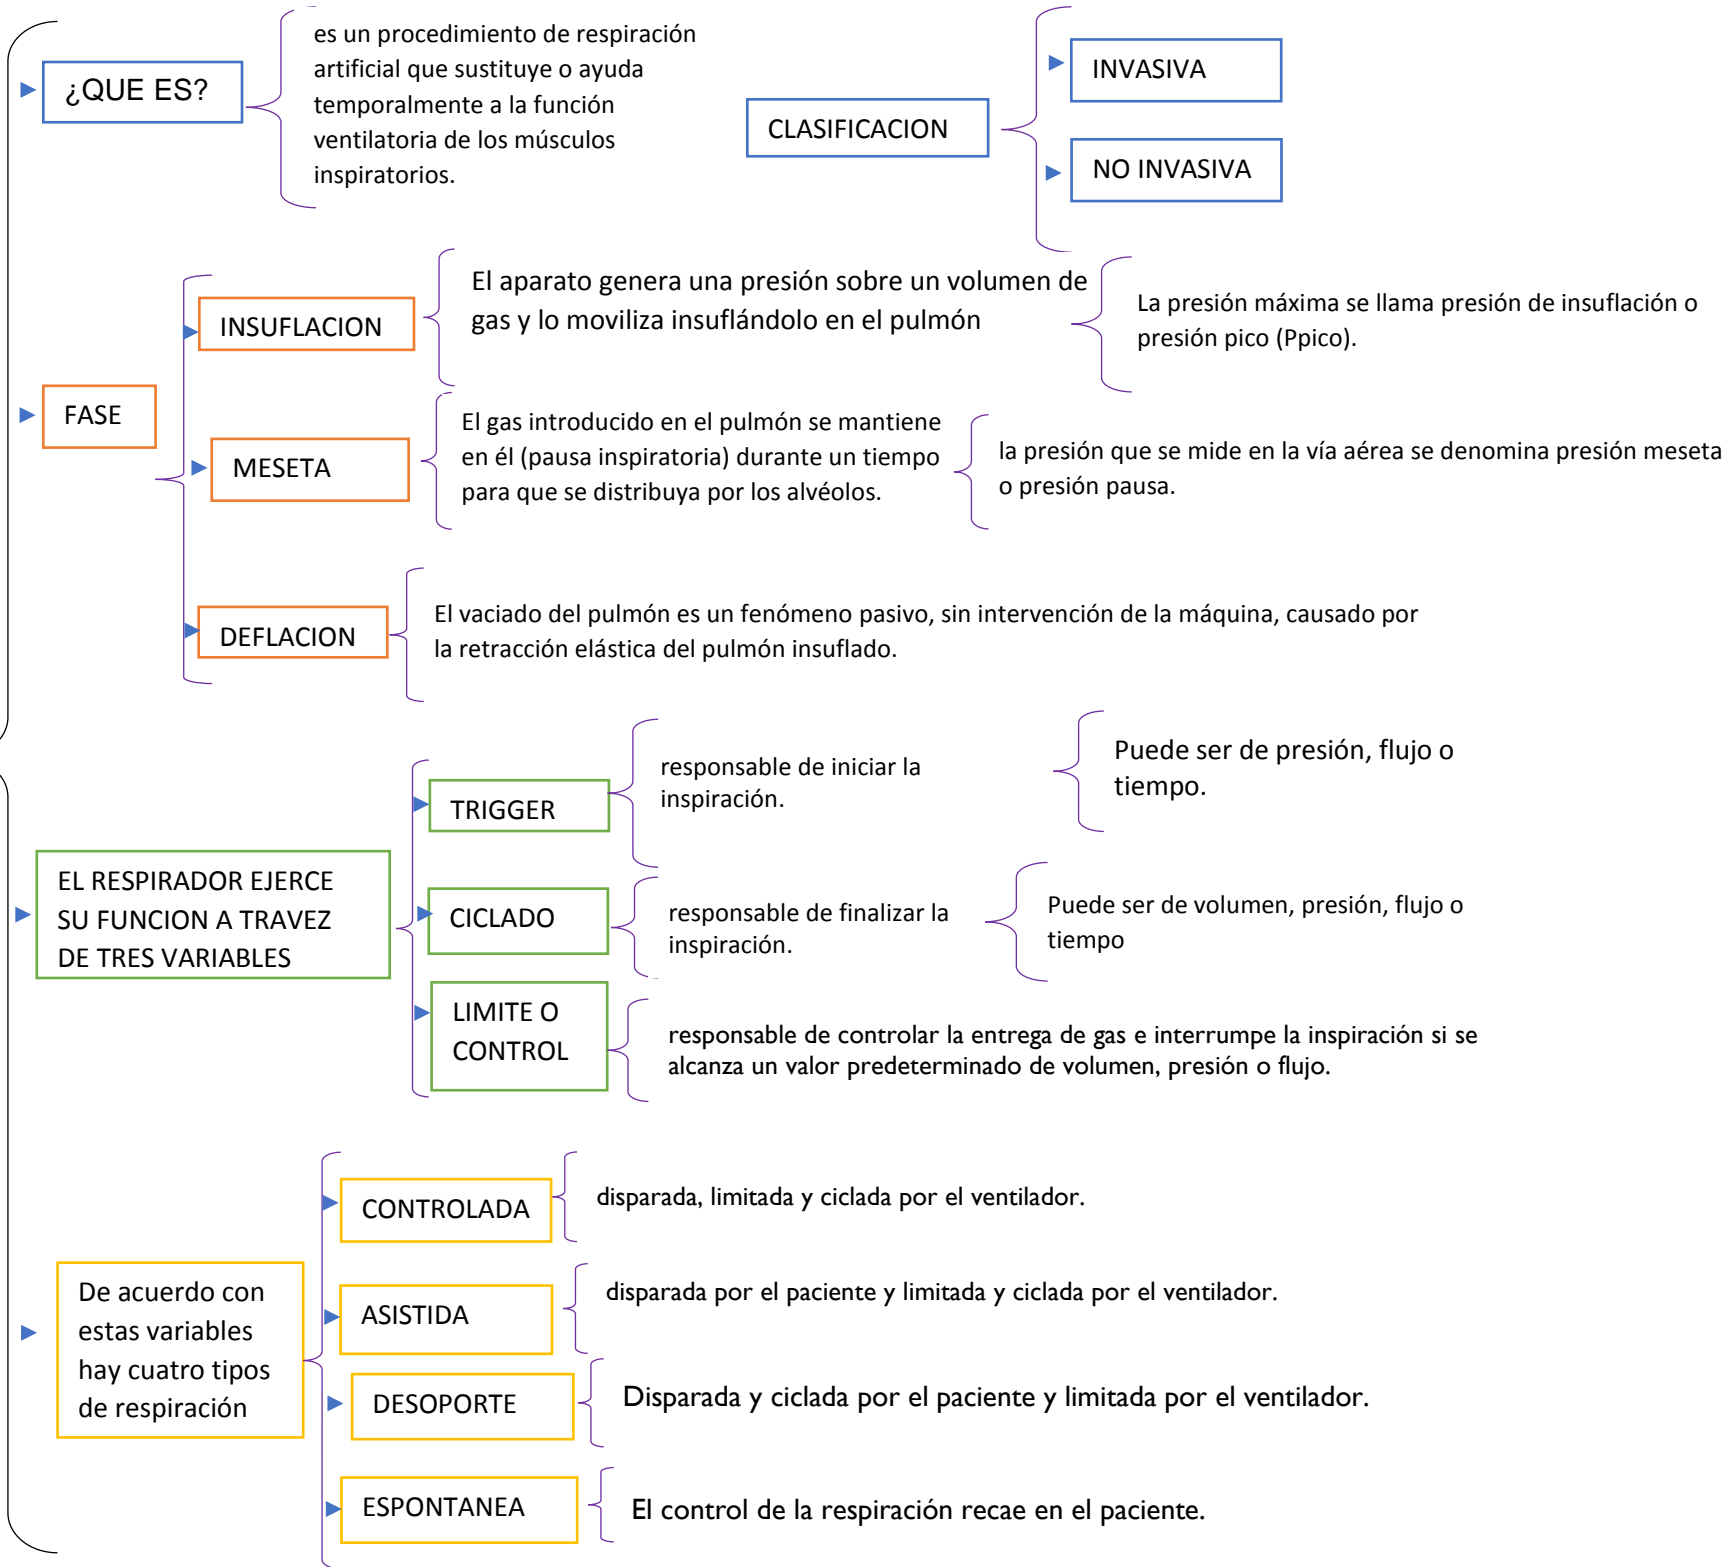 ¿QUE ES?
es un procedimiento de respiración
artificial que sustituye o ayuda
temporalmente a la función
ventilatoria de los músculos
inspiratorios.
CLASIFICACION
INVASIVA
NO INVASIVA
FASE
INSUFLACION
El aparato genera una presión sobre un volumen de
gas y lo moviliza insuflándolo en el pulmón
La presión máxima se llama presión de insuflación o
presión pico (Ppico).
MESETA
El gas introducido en el pulmón se mantiene
en él (pausa inspiratoria) durante un tiempo
para que se distribuya por los alvéolos.
la presión que se mide en la vía aérea se denomina presión meseta
o presión pausa.
DEFLACION
El vaciado del pulmón es un fenómeno pasivo, sin intervención de la máquina, causado por
la retracción elástica del pulmón insuflado.
EL RESPIRADOR EJERCE
SU FUNCION A TRAVEZ
DE TRES VARIABLES
TRIGGER
responsable de iniciar la
inspiración.
Puede ser de presión, flujo o
tiempo.
CICLADO
responsable de finalizar la
inspiración.
Puede ser de volumen, presión, flujo o
tiempo
LIMITE O
CONTROL
responsable de controlar la entrega de gas e interrumpe la inspiración si se
alcanza un valor predeterminado de volumen, presión o flujo.
De acuerdo con
estas variables
hay cuatro tipos
de respiración
CONTROLADA
disparada, limitada y ciclada por el ventilador.
ASISTIDA
disparada por el paciente y limitada y ciclada por el ventilador.
DESOPORTE
Disparada y ciclada por el paciente y limitada por el ventilador.
ESPONTANEA
El control de la respiración recae en el paciente.